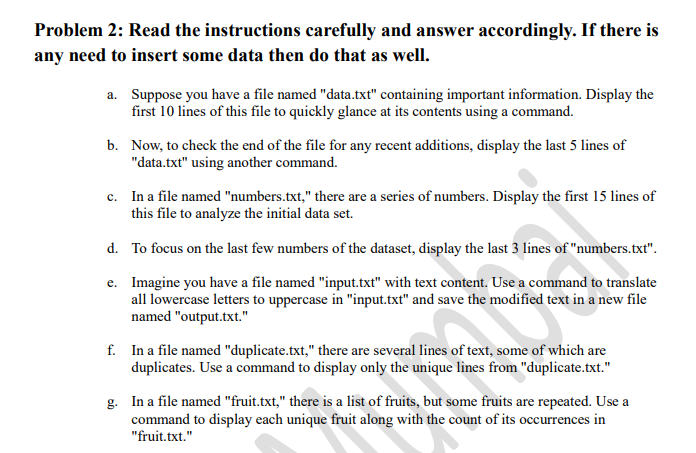 Problem 2: Read the instructions carefully and answer accordingly. If there is
any need to insert some data then do that as well.
a. Suppose you have a file named "data.txt" containing important information. Display the
first 10 lines of this file to quickly glance at its contents using a command.
b. Now, to check the end of the file for any recent additions, display the last 5 lines of
"data.txt" using another command.
c. In a file named "numbers.txt," there are a series of numbers. Display the first 15 lines of
this file to analyze the initial data set.
d. To focus on the last few numbers of the dataset, display the last 3 lines of "numbers.txt".
e. Imagine you have a file named "input.txt" with text content. Use a command to translate
all lowercase letters to uppercase in "input.txt" and save the modified text in a new file
named "output.txt."
f. In a file named "duplicate.txt," there are several lines of text, some of which are
duplicates. Use a command to display only the unique lines from "duplicate.txt."
g. In a file named "fruit.txt," there is a list of fruits, but some fruits are repeated. Use a
command to display each unique fruit along with the count of its occurrences in
"fruit.txt."
Mumbai